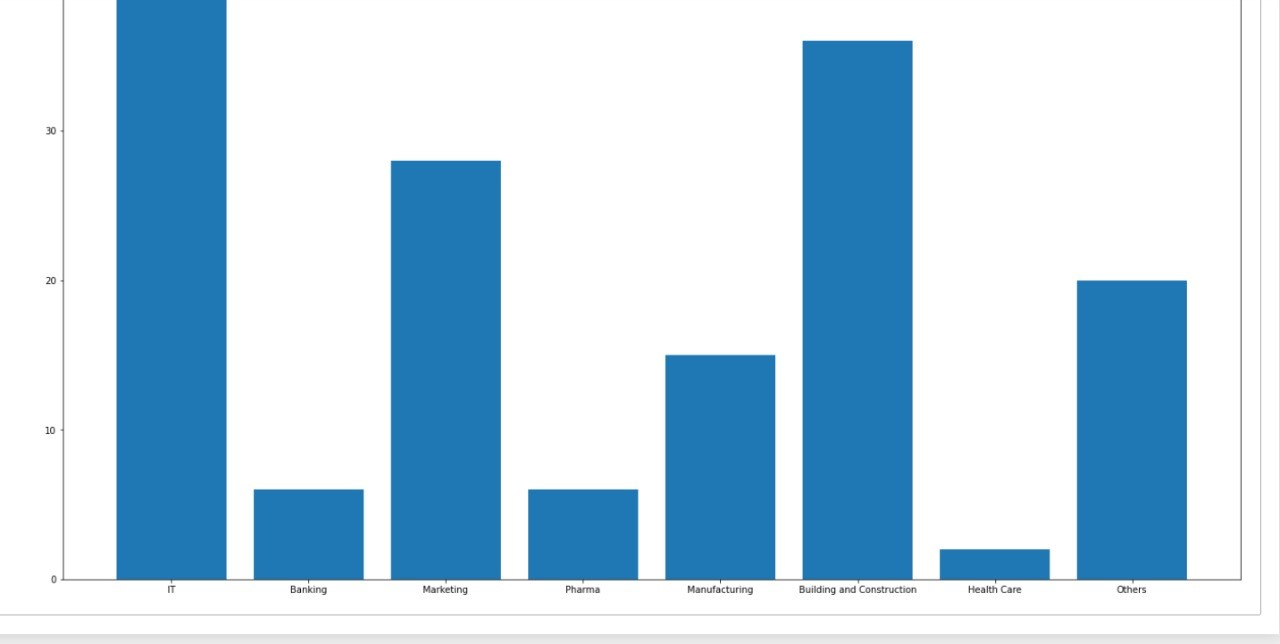 30
20
10
0
IT Banking Marketing Pharma Manufacturing Building and Construction Health Care Others